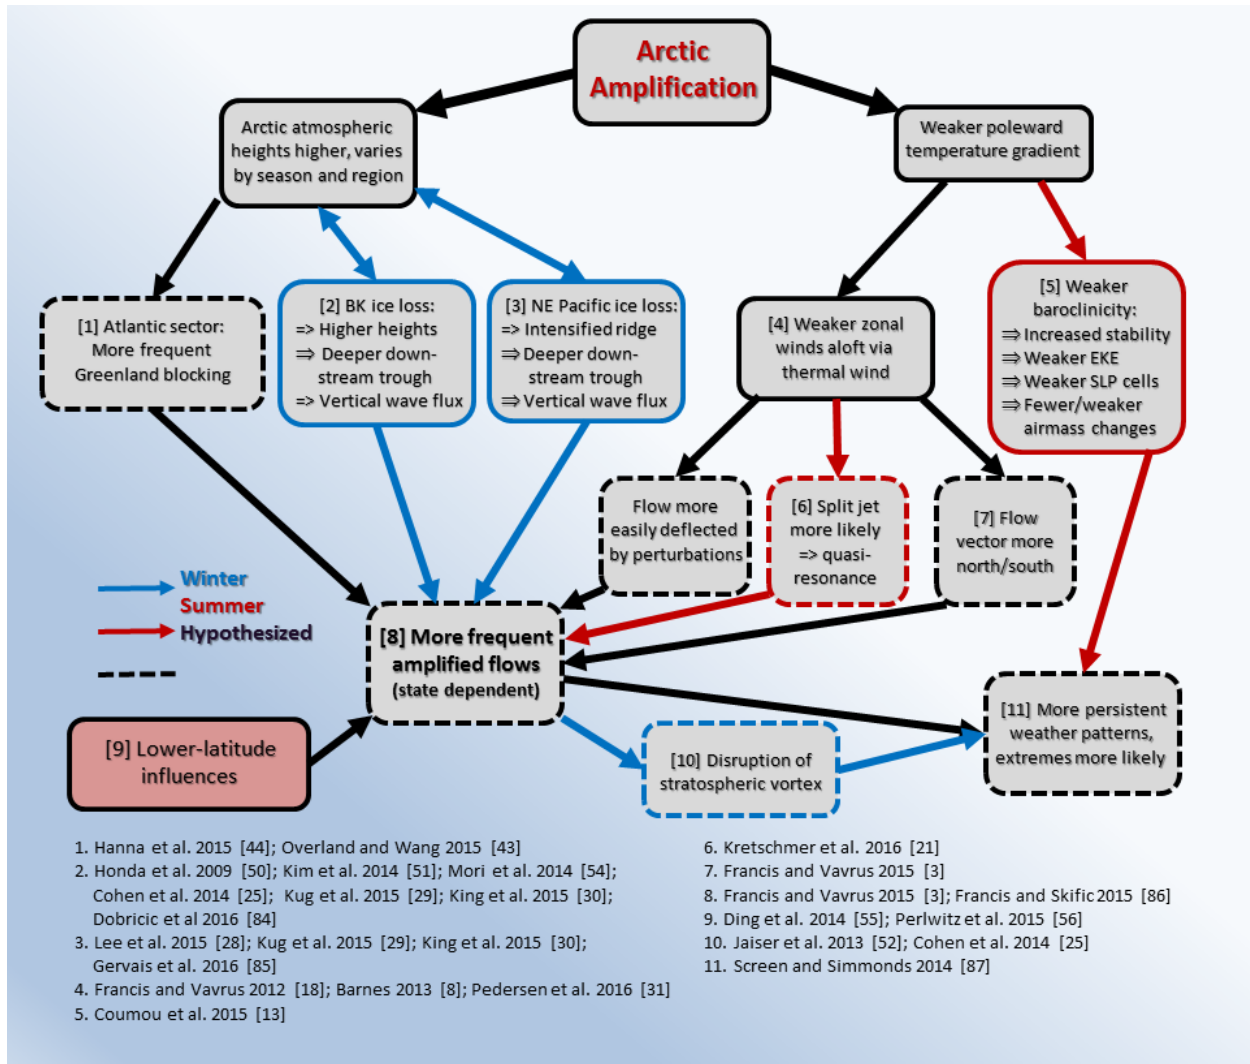 Arctic
Amplification
Arctic atmospheric
heights higher, varies
by season and region
Weaker poleward
temperature gradient
[1] Atlantic sector:
More frequent
Greenland blocking
[2] BK ice loss:
=> Higher heights
⇒ Deeper down-
stream trough
=> Vertical wave flux
[3] NE Pacific ice loss:
=> Intensified ridge
⇒ Deeper down-
stream trough
⇒ Vertical wave flux
[4] Weaker zonal
winds aloft via
thermal wind
[5] Weaker
baroclinicity:
⇒ Increased stability
⇒ Weaker EKE
⇒ Weaker SLP cells
⇒ Fewer/weaker
airmass changes
Flow more
easily deflected
by perturbations
[6] Split jet
more likely
=> quasi-
resonance
[7] Flow
vector more
north/south
Winter
Summer
Hypothesized
[8] More frequent
amplified flows
(state dependent)
[9] Lower-latitude
influences
[10] Disruption of
stratospheric vortex
[11] More persistent
weather patterns,
extremes more likely
1. Hanna et al. 2015 [44]; Overland and Wang 2015 [43]
2. Honda et al. 2009 [50]; Kim et al. 2014 [51]; Mori et al. 2014 [54];
Cohen et al. 2014 [25]; Kug et al. 2015 [29]; King et al. 2015 [30];
Dobricic et al 2016 [84]
3. Lee et al. 2015 [28]; Kug et al. 2015 [29]; King et al. 2015 [30];
Gervais et al. 2016 [85]
4. Francis and Vavrus 2012 [18]; Barnes 2013 [8]; Pedersen et al. 2016 [31]
5. Coumou et al. 2015 [13]
6. Kretschmer et al. 2016 [21]
7. Francis and Vavrus 2015 [3]
8. Francis and Vavrus 2015 [3]; Francis and Skific 2015 [86]
9. Ding et al. 2014 [55]; Perlwitz et al. 2015 [56]
10. Jaiser et al. 2013 [52]; Cohen et al. 2014 [25]
11. Screen and Simmonds 2014 [87]